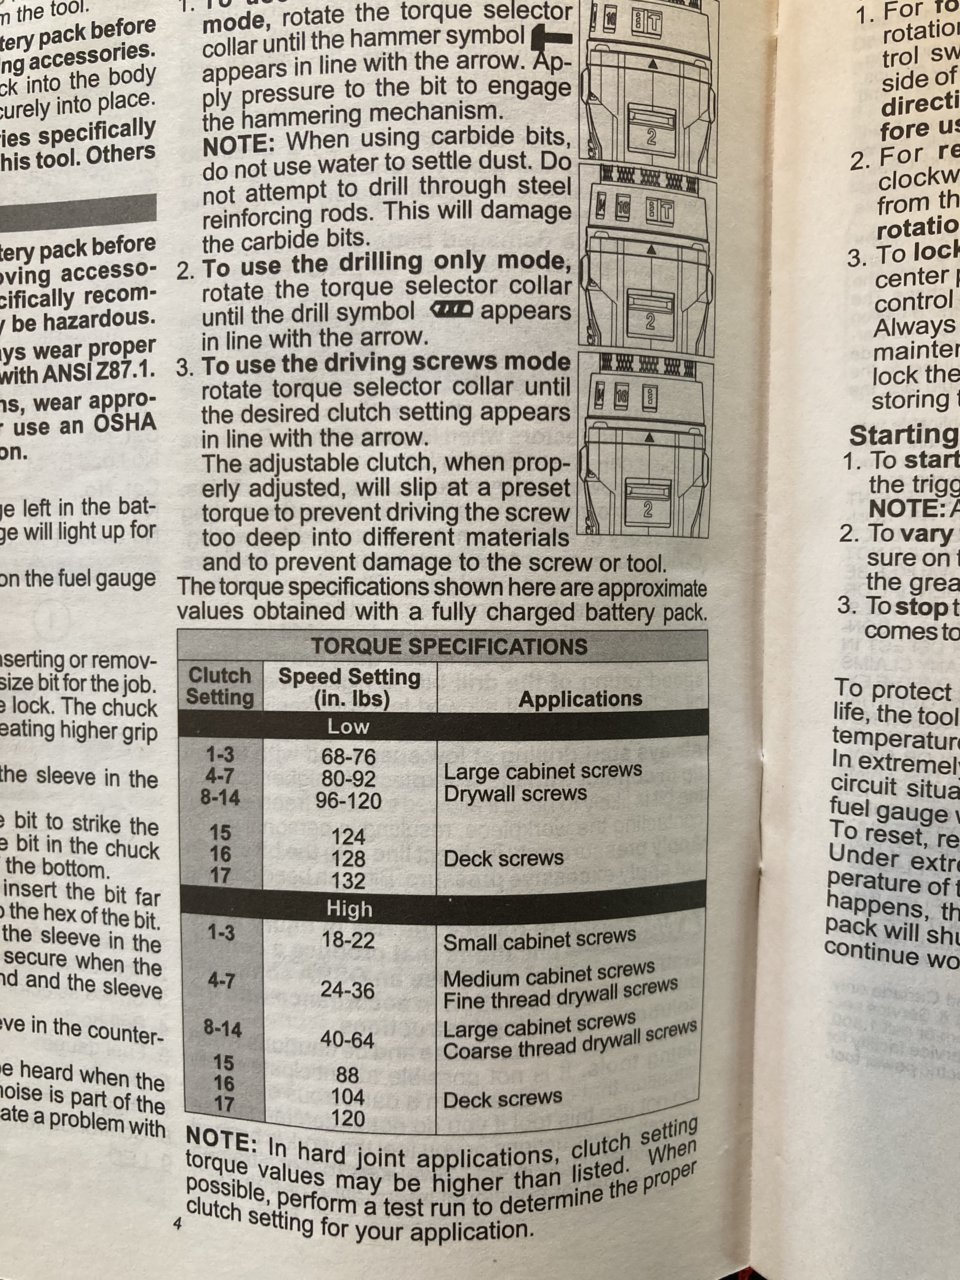 m the tool.
tery pack before
ng accessories.
ck into the body
curely into place.
ries specifically
his tool. Others
tery pack before
oving accesso-
cifically recom-
y be hazardous.
ys wear proper
with ANSI Z87.1.
ns, wear appro-
r use an OSHA
on.
ge left in the bat-
ge will light up for
on the fuel gauge
nserting or remov-
size bit for the job.
e lock. The chuck
eating higher grip
the sleeve in the
e bit to strike the
e bit in the chuck
the bottom.
insert the bit far
o the hex of the bit.
the sleeve in the
secure when the
nd and the sleeve
eve in the counter-
be heard when the
noise is part of the
ate a problem with
1. To use
mode, rotate the torque selector
collar until the hammer symbol
appears in line with the arrow. Ap-
ply pressure to the bit to engage
the hammering mechanism.
NOTE: When using carbide bits,
do not use water to settle dust. Do
not attempt to drill through steel
reinforcing rods. This will damage
the carbide bits.
2. To use the drilling only mode,
rotate the torque selector collar
until the drill symbol appears
in line with the arrow.
3. To use the driving screws mode
rotate torque selector collar until
the desired clutch setting appears
in line with the arrow.
The adjustable clutch, when prop-
erly adjusted, will slip at a preset
torque to prevent driving the screw
too deep into different materials
and to prevent damage to the screw or tool.
2
16
2
16
2
The torque specifications shown here are approximate
values obtained with a fully charged battery pack.
TORQUE SPECIFICATIONS
Clutch Setting Speed Setting (in. lbs) Applications
Low
1-3 68-76
4-7 80-92 Large cabinet screws
8-14 96-120 Drywall screws
15 124
16 128 Deck screws
17 132
High
1-3 18-22 Small cabinet screws
4-7 24-36 Medium cabinet screws
Fine thread drywall screws
8-14 40-64 Large cabinet screws
Coarse thread drywall screws
15 88
16 104 Deck screws
17 120
NOTE: In hard joint applications, clutch setting
torque values may be higher than listed. When
possible, perform a test run to determine the proper
clutch setting for your application.
4
1. For fo
rotation
trol sw
side of
directi
fore us
2. For re
clockw
from th
rotatio
3. To lock
center p
control
Always
mainten
lock the
storing t
Starting
1. To start
the trigg
NOTE: A
2. To vary
sure on t
the grea
3. To stop t
comes to
To protect
life, the tool
temperature
In extremely
circuit situa
fuel gauge w
To reset, re
Under extre
perature of t
happens, th
pack will shu
continue wo